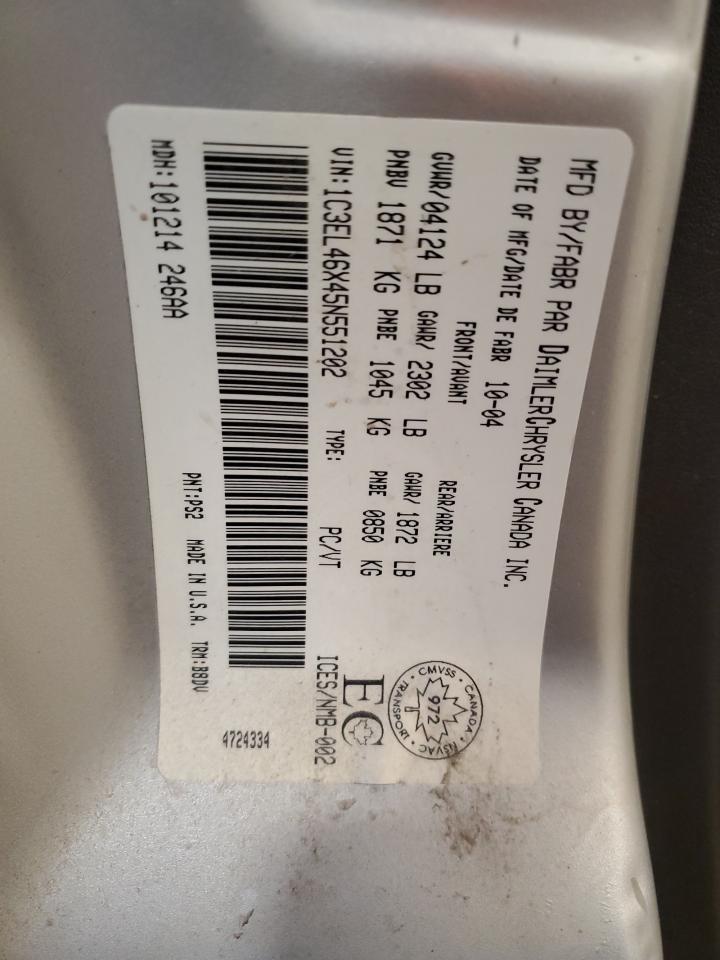 MFD BY/FABR PAR DAIMLERCHRYSLER CANADA INC.
DATE OF MFG/DATE DE FABR 10-04
FRONT/AVANT REAR/ARRIERE
GVWR/04124 LB GAWR/ 2302 LB GAWR/ 1872 LB
PNBV 1871 KG PNBE 1045 KG PNBE 0850 KG
VIN:1C3EL46X45N551202 TYPE: PC/VT ICES/NMB-002
CMVSS · CANADA · NSVAC · TRANSPORT
972
EC
MDH:101214 246AA
PNT:PS2 MADE IN U.S.A. TRM:B8DV
4724334